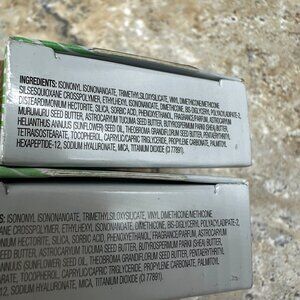 INGREDIENTS: ISONONYL ISONONANOATE, TRIMETHYLSILOXYSILICATE, VINYL DIMETHICONE/METHICONE
SILSESQUIOXANE CROSSPOLYMER, ETHYLHEXYL ISONONANOATE, DIMETHICONE, BIS-DIGLYCERYL POLYACYLADIPATE-2,
DISTEARDIMONIUM HECTORITE, SILICA, SORBIC ACID, PHENOXYETHANOL, FRAGRANCE/PARFUM, ASTROCARYUM
MURUMURU SEED BUTTER, ASTROCARYUM TUCUMA SEED BUTTER, BUTYROSPERMUM PARKII (SHEA) BUTTER,
HELIANTHUS ANNUUS (SUNFLOWER) SEED OIL, THEOBROMA GRANDIFLORUM SEED BUTTER, PENTAERYTHRITYL
TETRAISOSTEARATE, TOCOPHEROL, CAPRYLIC/CAPRIC TRIGLYCERIDE, PROPYLENE CARBONATE, PALMITOYL
HEXAPEPTIDE-12, SODIUM HYALURONATE, MICA, TITANIUM DIOXIDE (CI 77891).
: ISONONYL ISONONANOATE, TRIMETHYLSILOXYSILICATE, VINYL DIMETHICONE/METHICONE
CROSSPOLYMER, ETHYLHEXYL ISONONANOATE, DIMETHICONE, BIS-DIGLYCERYL POLYACYLADIPATE-2,
HECTORITE, SILICA, SORBIC ACID, PHENOXYETHANOL, FRAGRANCE/PARFUM, ASTROCARYUM
SEED BUTTER, ASTROCARYUM TUCUMA SEED BUTTER, BUTYROSPERMUM PARKII (SHEA) BUTTER,
(SUNFLOWER) SEED OIL, THEOBROMA GRANDIFLORUM SEED BUTTER,
TOCOPHEROL, CAPRYLIC/CAPRIC TRIGLYCERIDE, PROPYLENE CARBONATE, PALMITOYL
SODIUM HYALURONATE, MICA, TITANIUM DIOXIDE (CI 77891).